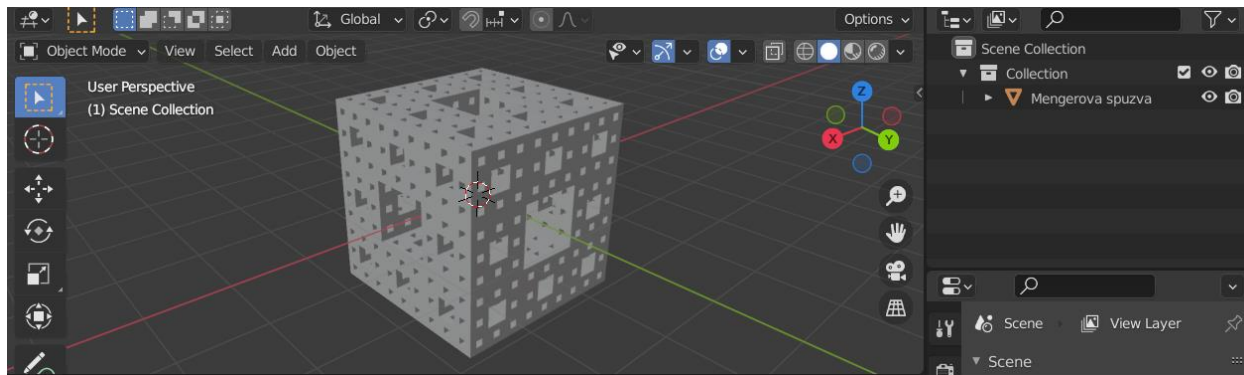 Global
Options
Object Mode View Select Add Object
User Perspective
(1) Scene Collection
Z
X
Y
Scene Collection
Collection
Mengerova spuzva
Scene View Layer
Scene